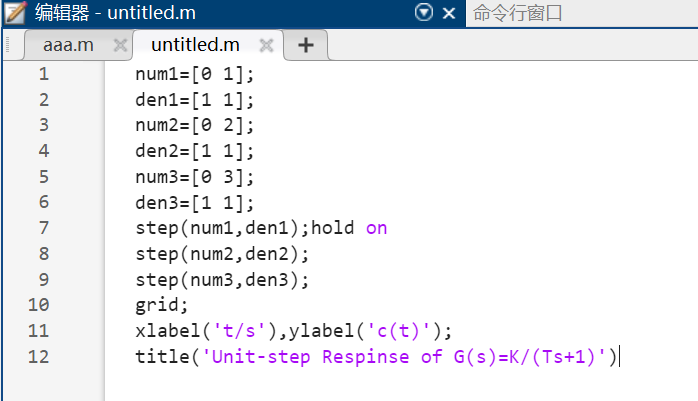 编辑器 - untitled.m
命令行窗口
aaa.m
untitled.m
1 num1=[0 1];
2 den1=[1 1];
3 num2=[0 2];
4 den2=[1 1];
5 num3=[0 3];
6 den3=[1 1];
7 step(num1,den1);hold on
8 step(num2,den2);
9 step(num3,den3);
10 grid;
11 xlabel('t/s'),ylabel('c(t)');
12 title('Unit-step Respinse of G(s)=K/(Ts+1)')